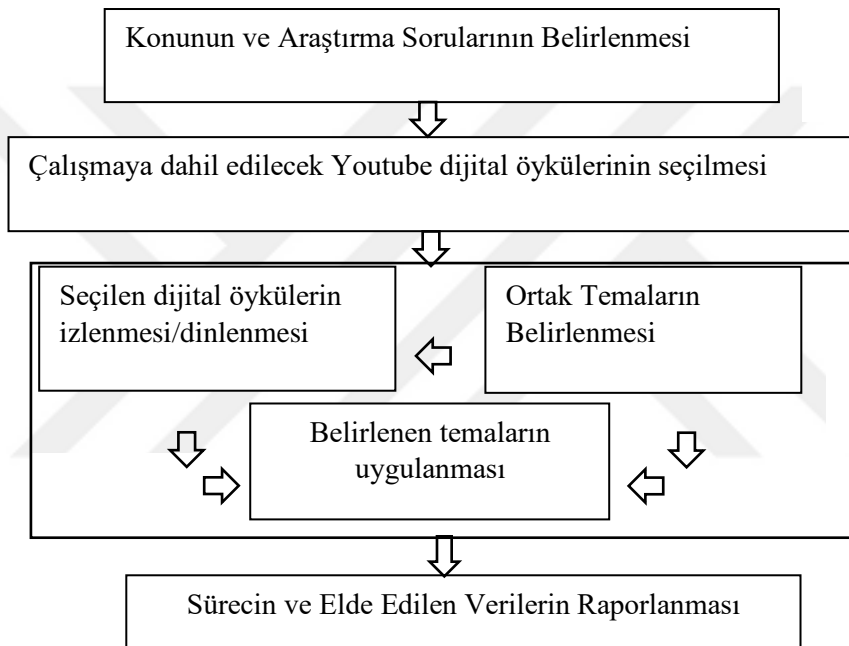 Konunun ve Araştırma Sorularının Belirlenmesi
Çalışmaya dahil edilecek Youtube dijital öykülerinin seçilmesi
Seçilen dijital öykülerin
izlenmesi/dinlenmesi
Ortak Temaların
Belirlenmesi
Belirlenen temaların
uygulanması
Sürecin ve Elde Edilen Verilerin Raporlanması